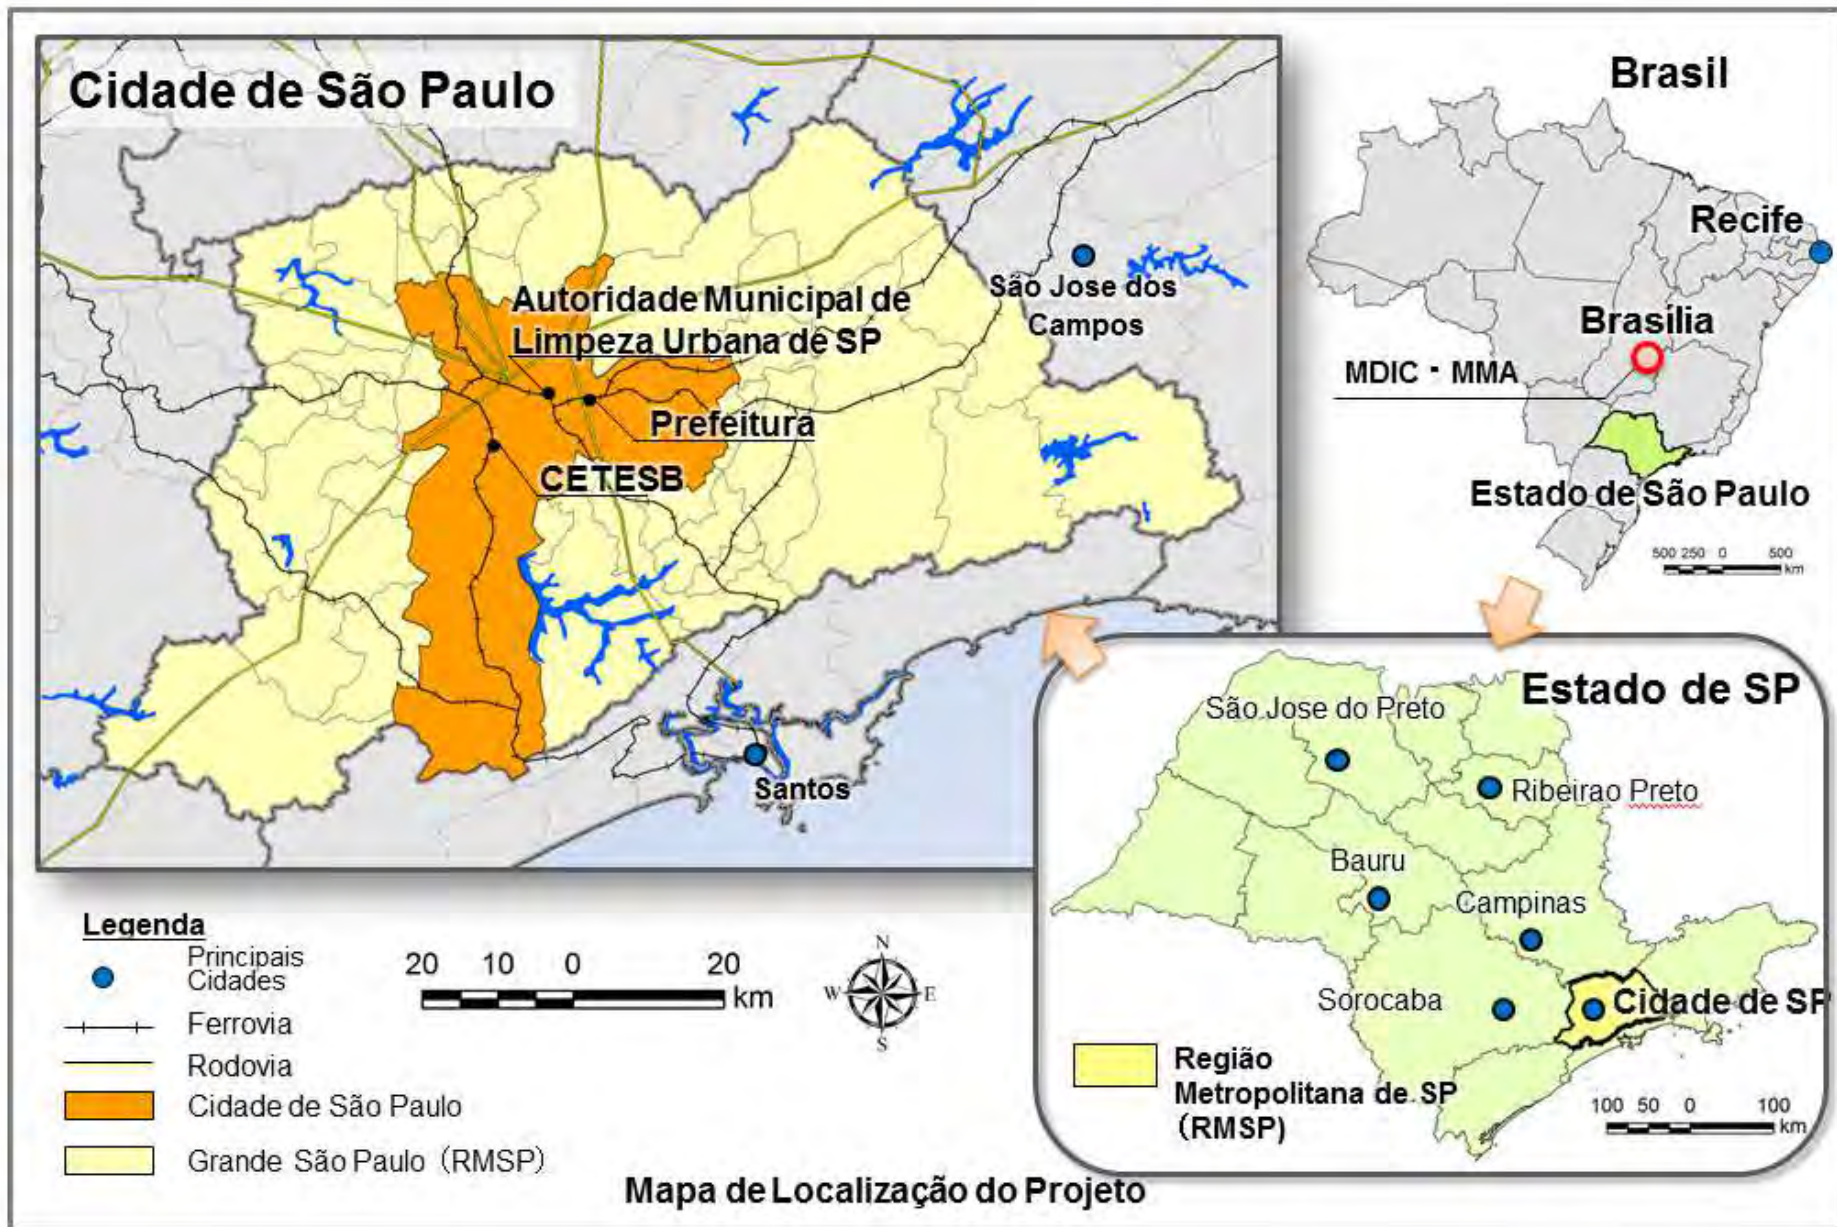 Cidade de São Paulo
Autoridade Municipal de
Limpeza Urbana de SP
Prefeitura
CETESB
São Jose dos
Campos
Santos
Brasil
Recife
Brasília
MDIC・MMA
Estado de São Paulo
500 250 0 500
km
Estado de SP
São Jose do Preto
Ribeirao Preto
Bauru
Campinas
Sorocaba
Cidade de SP
Região
Metropolitana de SP
(RMSP)
100 50 0 100
km
Legenda
Principais
Cidades
Ferrovia
Rodovia
Cidade de São Paulo
Grande São Paulo (RMSP)
20 10 0 20
km
N
W E
S
Mapa de Localização do Projeto